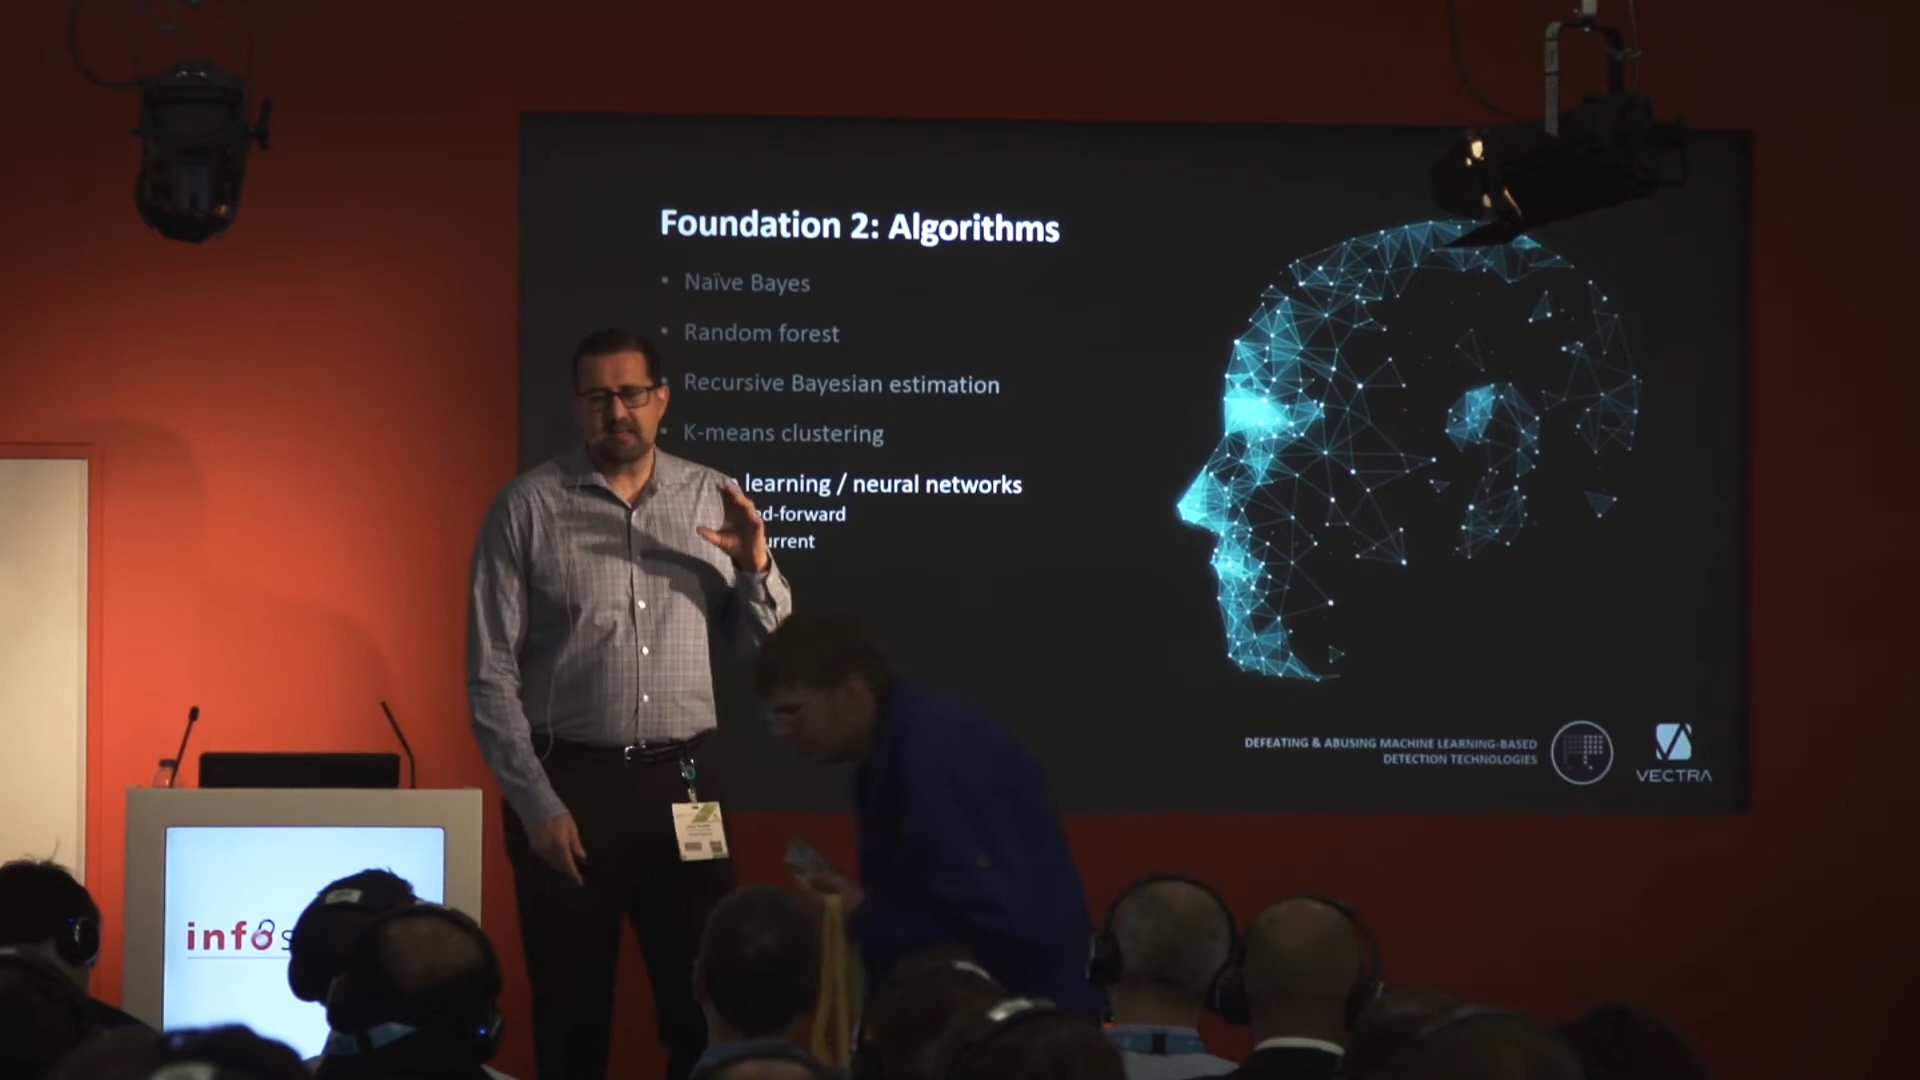 Foundation 2: Algorithms
• Naïve Bayes
• Random forest
• Recursive Bayesian estimation
• K-means clustering
learning / neural networks
ed-forward
urrent
DEFEATING & ABUSING MACHINE LEARNING-BASED
DETECTION TECHNOLOGIES
VECTRA
infos